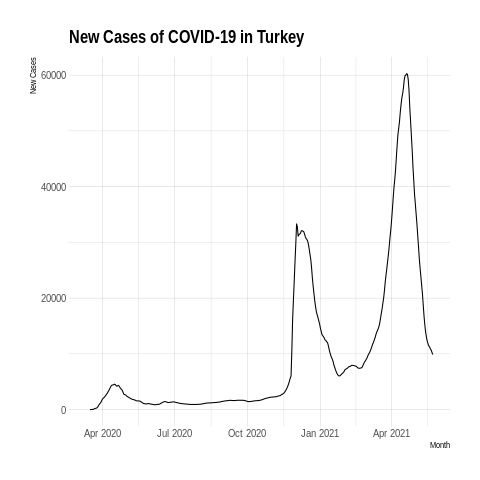 New Cases of COVID-19 in Turkey
New Cases
60000
40000
20000
0
Apr 2020 Jul 2020 Oct 2020 Jan 2021 Apr 2021
Month